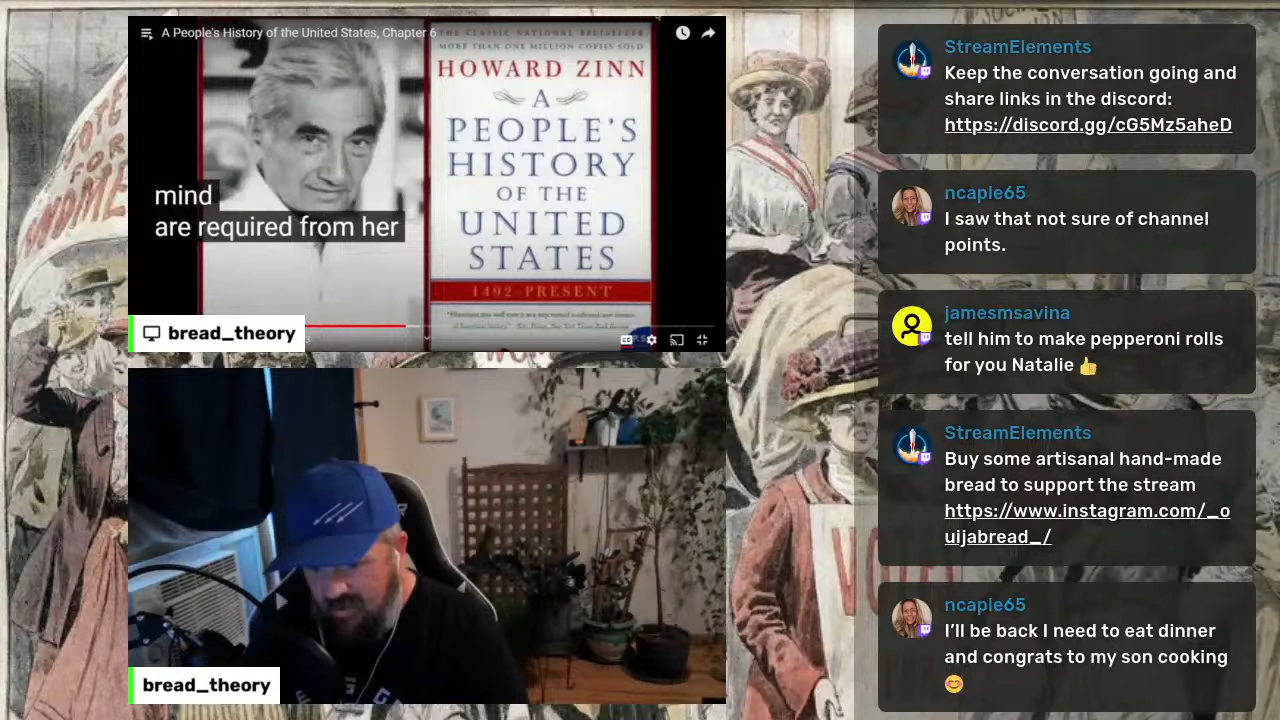 A People's History of the United States, Chapter 6
THE CLASSIC NATIONAL BESTSELLER
MORE THAN ONE MILLION COPIES SOLD
HOWARD ZINN
A
PEOPLE'S
HISTORY
OF THE
UNITED
STATES
1492–PRESENT
mind
are required from her
bread_theory
bread_theory
VOTE
FOR
WOMEN
StreamElements
Keep the conversation going and
share links in the discord:
https://discord.gg/cG5Mz5aheD
ncaple65
I saw that not sure of channel
points.
jamesmsavina
tell him to make pepperoni rolls
for you Natalie 👍
StreamElements
Buy some artisanal hand-made
bread to support the stream
https://www.instagram.com/_o
uijabread_/
ncaple65
I’ll be back I need to eat dinner
and congrats to my son cooking
😊